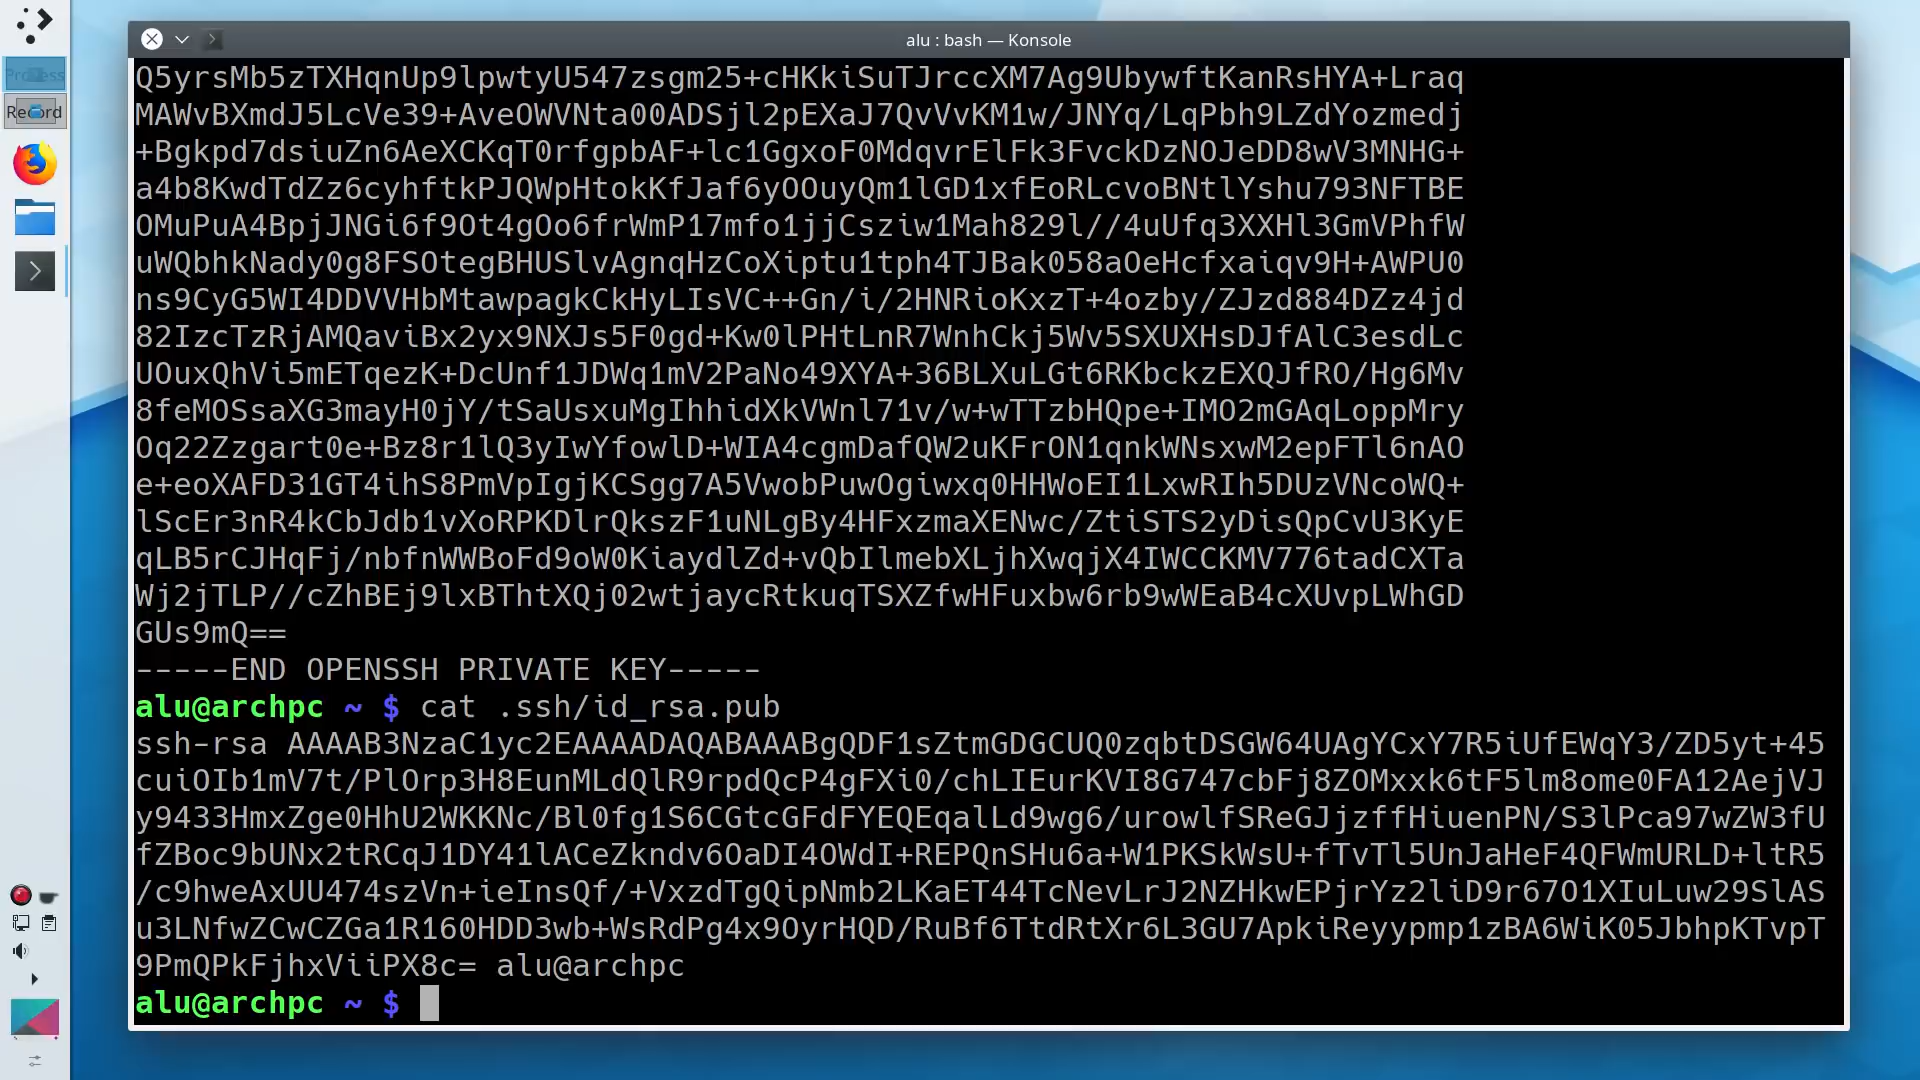 Process
Record
alu : bash — Konsole
Q5yrsMb5zTXHqnUp9lpwtyU547zsgm25+cHKkiSuTJrccXM7Ag9UbywftKanRsHYA+Lraq
MAWvBXmdJ5LcVe39+AveOWVNta00ADSjl2pEXaJ7QvVvKM1w/JNYq/LqPbh9LZdYozmedj
+Bgkpd7dsiuZn6AeXCKqT0rfgpbAF+lc1GgxoF0MdqvrElFk3FvckDzNOJeDD8wV3MNHG+
a4b8KwdTdZz6cyhftkPJQWpHtokKfJaf6yOOuyQm1lGD1xfEoRLcvoBNtlYshu793NFTBE
OMuPuA4BpjJNGi6f9Ot4gOo6frWmP17mfo1jjCsziw1Mah829l//4uUfq3XXHl3GmVPhfW
uWQbhkNady0g8FSOtegBHUSlvAgnqHzCoXiptu1tph4TJBak058aOeHcfxaiqv9H+AWPU0
ns9CyG5WI4DDVVHbMtawpagkCkHyLIsVC++Gn/i/2HNRioKxzT+4ozby/ZJzd884DZz4jd
82IzcTzRjAMQaviBx2yx9NXJs5F0gd+Kw0lPHtLnR7WnhCkj5Wv5SXUXHsDJfAlC3esdLc
UOuxQhVi5mETqezK+DcUnf1JDWq1mV2PaNo49XYA+36BLXuLGt6RKbckzEXQJfRO/Hg6Mv
8feMOSsaXG3mayH0jY/tSaUsxuMgIhhidXkVWnl71v/w+wTTzbHQpe+IMO2mGAqLoppMry
Oq22Zzgart0e+Bz8r1lQ3yIwYfowlD+WIA4cgmDafQW2uKFrON1qnkWNsxwM2epFTl6nAO
e+eoXAFD31GT4ihS8PmVpIgjKCSgg7A5VwobPuwOgiwxq0HHWoEI1LxwRIh5DUzVNcoWQ+
lScEr3nR4kCbJdb1vXoRPKDlrQkszF1uNLgBy4HFxzmaXENwc/ZtiSTS2yDisQpCvU3KyE
qLB5rCJHqFj/nbfnWWBoFd9oW0KiaydlZd+vQbIlmebXLjhXwqjX4IWCCKMV776tadCXTa
Wj2jTLP//cZhBEj9lxBThtXQj02wtjaycRtkuqTSXZfwHFuxbw6rb9wWEaB4cXUvpLWhGD
GUs9mQ==
-----END OPENSSH PRIVATE KEY-----
alu@archpc ~ $ cat .ssh/id_rsa.pub
ssh-rsa AAAAB3NzaC1yc2EAAAADAQABAAABgQDF1sZtmGDGCUQ0zqbtDSGW64UAgYCxY7R5iUfEWqY3/ZD5yt+45
cuiOIb1mV7t/PlOrp3H8EunMLdQlR9rpdQcP4gFXi0/chLIEurKVI8G747cbFj8ZOMxxk6tF5lm8ome0FA12AejVJ
y9433HmxZge0HhU2WKKNc/Bl0fg1S6CGtcGFdFYEQEqalLd9wg6/urowlfSReGJjzffHiuenPN/S3lPca97wZW3fU
fZBoc9bUNx2tRCqJ1DY41lACeZkndv6OaDI4OWdI+REPQnSHu6a+W1PKSkWsU+fTvTl5UnJaHeF4QFWmURLD+ltR5
/c9hweAxUU474szVn+ieInsQf/+VxzdTgQipNmb2LKaET44TcNevLrJ2NZHkwEPjrYz2liD9r67O1XIuLuw29SlAS
u3LNfwZCwCZGa1R160HDD3wb+WsRdPg4x9OyrHQD/RuBf6TtdRtXr6L3GU7ApkiReyypmp1zBA6WiK05JbhpKTvpT
9PmQPkFjhxViiPX8c= alu@archpc
alu@archpc ~ $